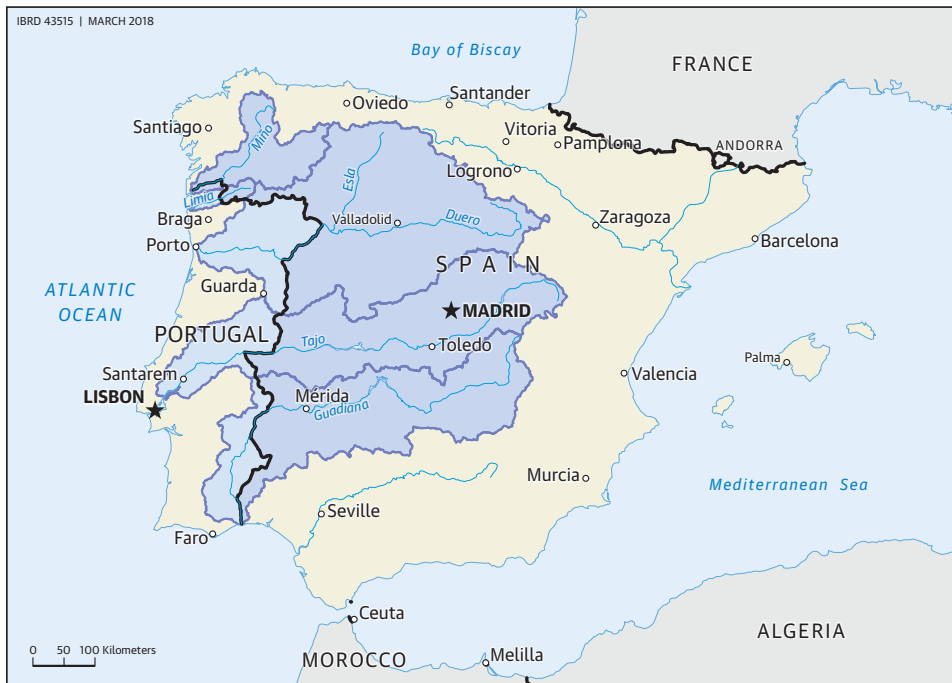 IBRD 43515 | MARCH 2018
Bay of Biscay
FRANCE
Oviedo
Santander
Santiago
Miño
Vitoria
Pamplona
ANDORRA
Logrono
Esla
Limia
Braga
Valladolid
Duero
Zaragoza
Porto
Barcelona
SPAIN
Guarda
ATLANTIC
OCEAN
MADRID
PORTUGAL
Tajo
Toledo
Palma
Santarem
Valencia
LISBON
Mérida
Guadiana
Murcia
Mediterranean Sea
Seville
Faro
Ceuta
ALGERIA
0 50 100 Kilometers
MOROCCO
Melilla